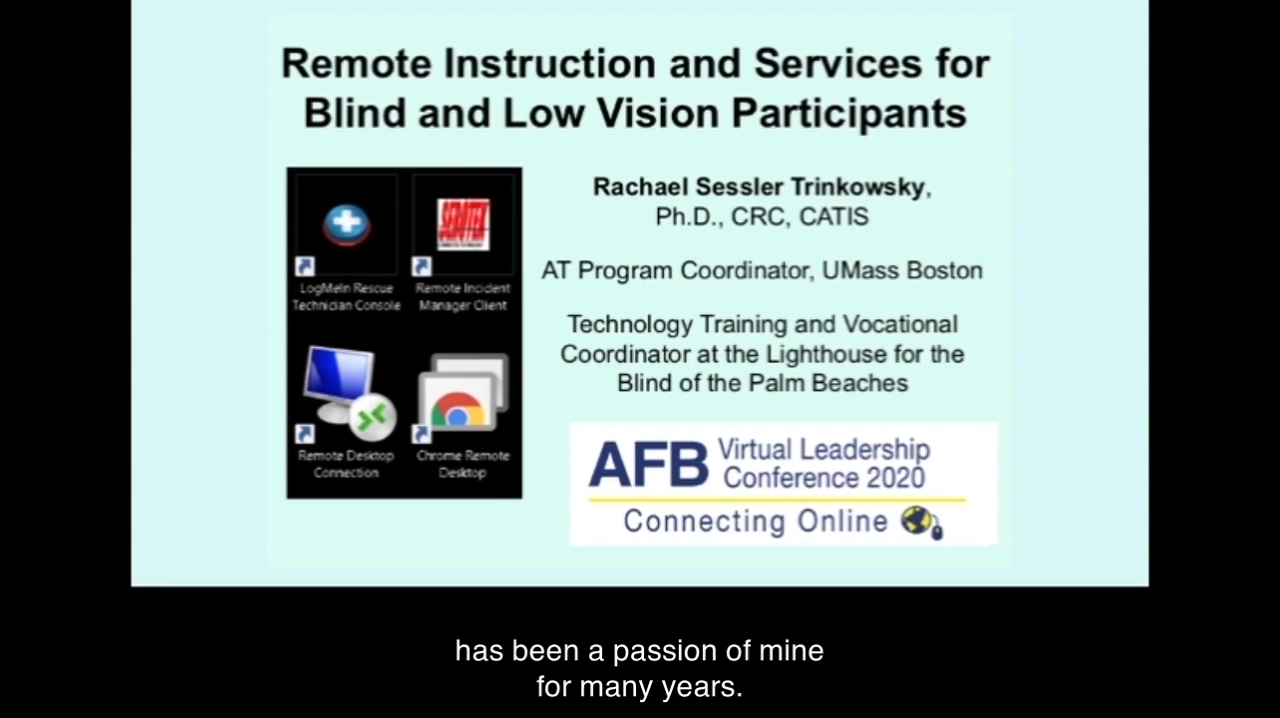 Remote Instruction and Services for
Blind and Low Vision Participants
LogMeIn Rescue
Technician Console
Remote Incident
Manager Client
Remote Desktop
Connection
Chrome Remote
Desktop
Rachael Sessler Trinkowsky,
Ph.D., CRC, CATIS
AT Program Coordinator, UMass Boston
Technology Training and Vocational
Coordinator at the Lighthouse for the
Blind of the Palm Beaches
AFB Virtual Leadership
Conference 2020
Connecting Online
has been a passion of mine
for many years.